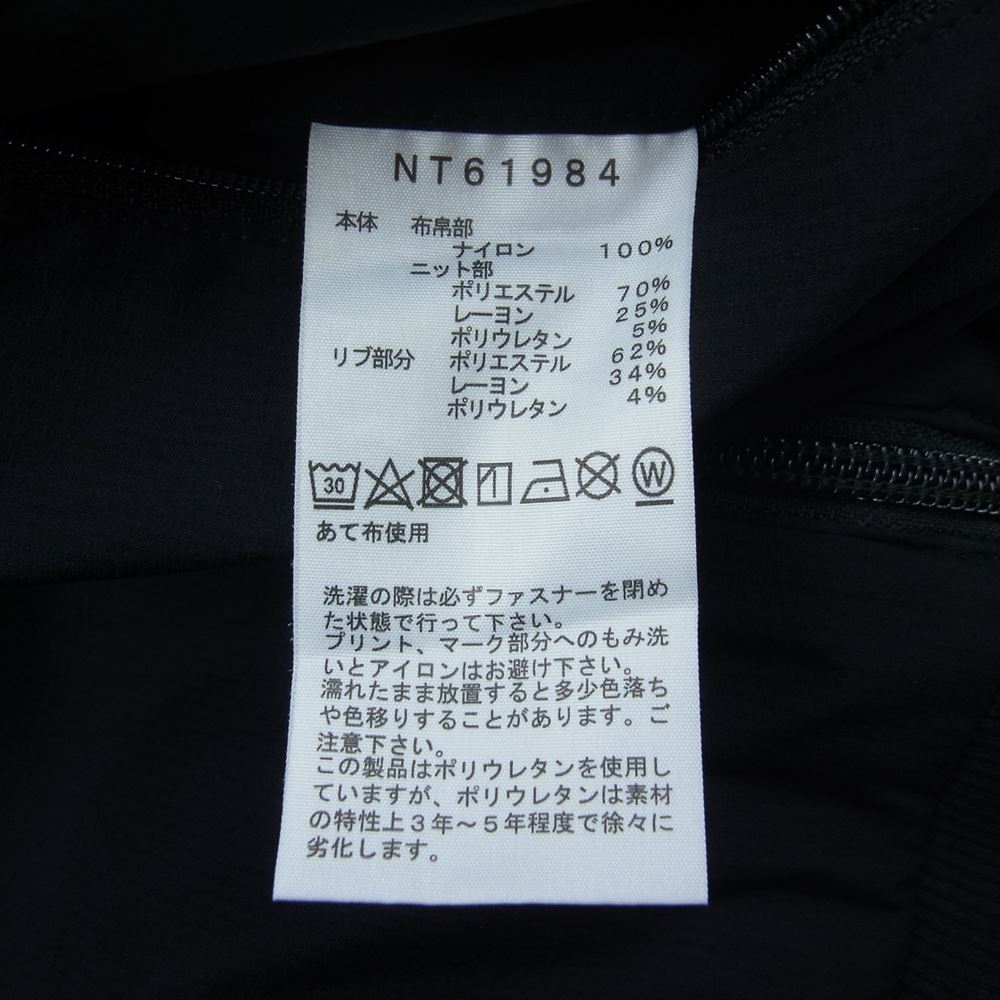 NT61984
本体 布帛部
ナイロン 100%
ニット部
ポリエステル 70%
レーヨン 25%
ポリウレタン 5%
リブ部分 ポリエステル 62%
レーヨン 34%
ポリウレタン 4%
30 W
あて布使用
洗濯の際は必ずファスナーを閉め
た状態で行って下さい。
プリント、マーク部分へのもみ洗
いとアイロンはお避け下さい。
濡れたまま放置すると多少色落ち
や色移りすることがあります。ご
注意下さい。
この製品はポリウレタンを使用し
ていますが、ポリウレタンは素材
の特性上3年〜5年程度で徐々に
劣化します。